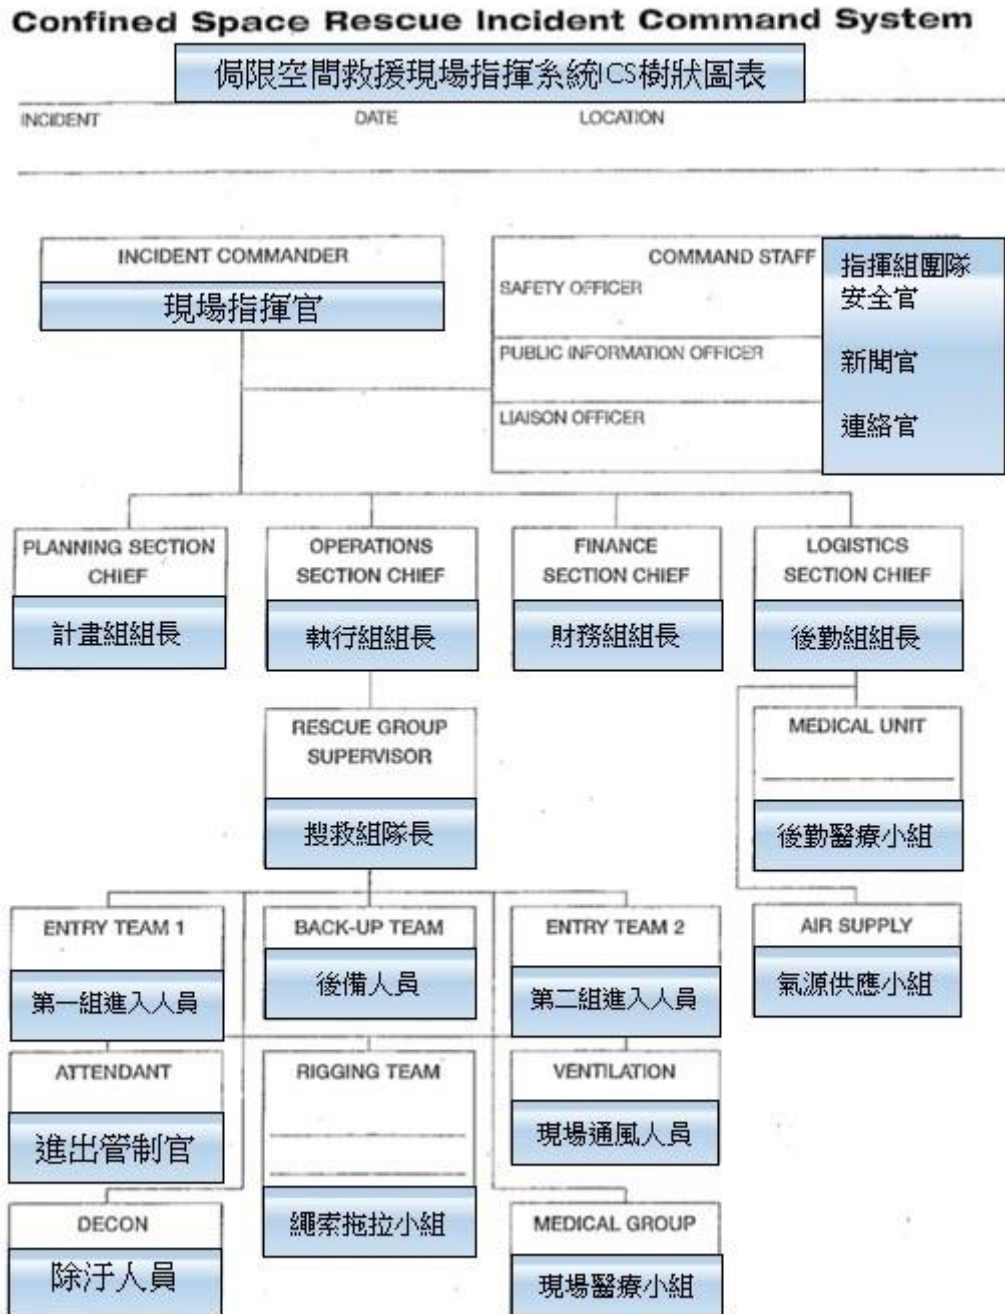 Confined Space Rescue Incident Command System
侷限空間救援現場指揮系統ICS樹狀圖表
INCIDENT DATE LOCATION
INCIDENT COMMANDER
現場指揮官
COMMAND STAFF
指揮組團隊
SAFETY OFFICER
安全官
PUBLIC INFORMATION OFFICER
新聞官
LIAISON OFFICER
連絡官
PLANNING SECTION
CHIEF
計畫組組長
OPERATIONS
SECTION CHIEF
執行組組長
FINANCE
SECTION CHIEF
財務組組長
LOGISTICS
SECTION CHIEF
後勤組組長
RESCUE GROUP
SUPERVISOR
搜救組隊長
MEDICAL UNIT
後勤醫療小組
ENTRY TEAM 1
第一組進入人員
BACK-UP TEAM
後備人員
ENTRY TEAM 2
第二組進入人員
AIR SUPPLY
氣源供應小組
ATTENDANT
進出管制官
RIGGING TEAM
繩索拖拉小組
VENTILATION
現場通風人員
DECON
除汙人員
MEDICAL GROUP
現場醫療小組